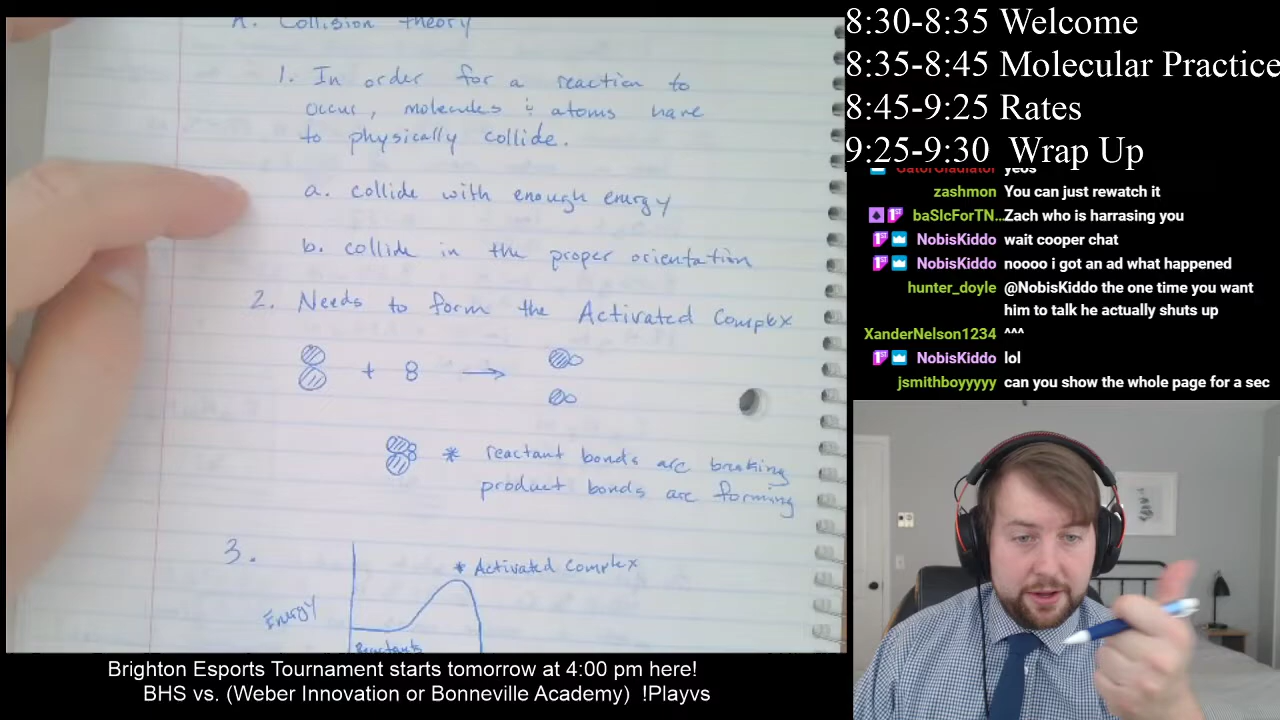 A. Collision theory
1. In order for a reaction to
occur, molecules & atoms have
to physically collide.
a. collide with enough energy
b. collide in the proper orientation
2. Needs to form the Activated Complex
+ 8 →
* reactant bonds are breaking
product bonds are forming
3.
* Activated Complex
Energy
Reactants
8:30-8:35 Welcome
8:35-8:45 Molecular Practice
8:45-9:25 Rates
9:25-9:30 Wrap Up
GatorGladiator yeos
zashmon You can just rewatch it
baSIcForTN... Zach who is harrasing you
NobisKiddo wait cooper chat
NobisKiddo noooo i got an ad what happened
hunter_doyle @NobisKiddo the one time you want
him to talk he actually shuts up
XanderNelson1234 ^^^
NobisKiddo lol
jsmithboyyyyy can you show the whole page for a sec
Brighton Esports Tournament starts tomorrow at 4:00 pm here!
BHS vs. (Weber Innovation or Bonneville Academy) !Playvs